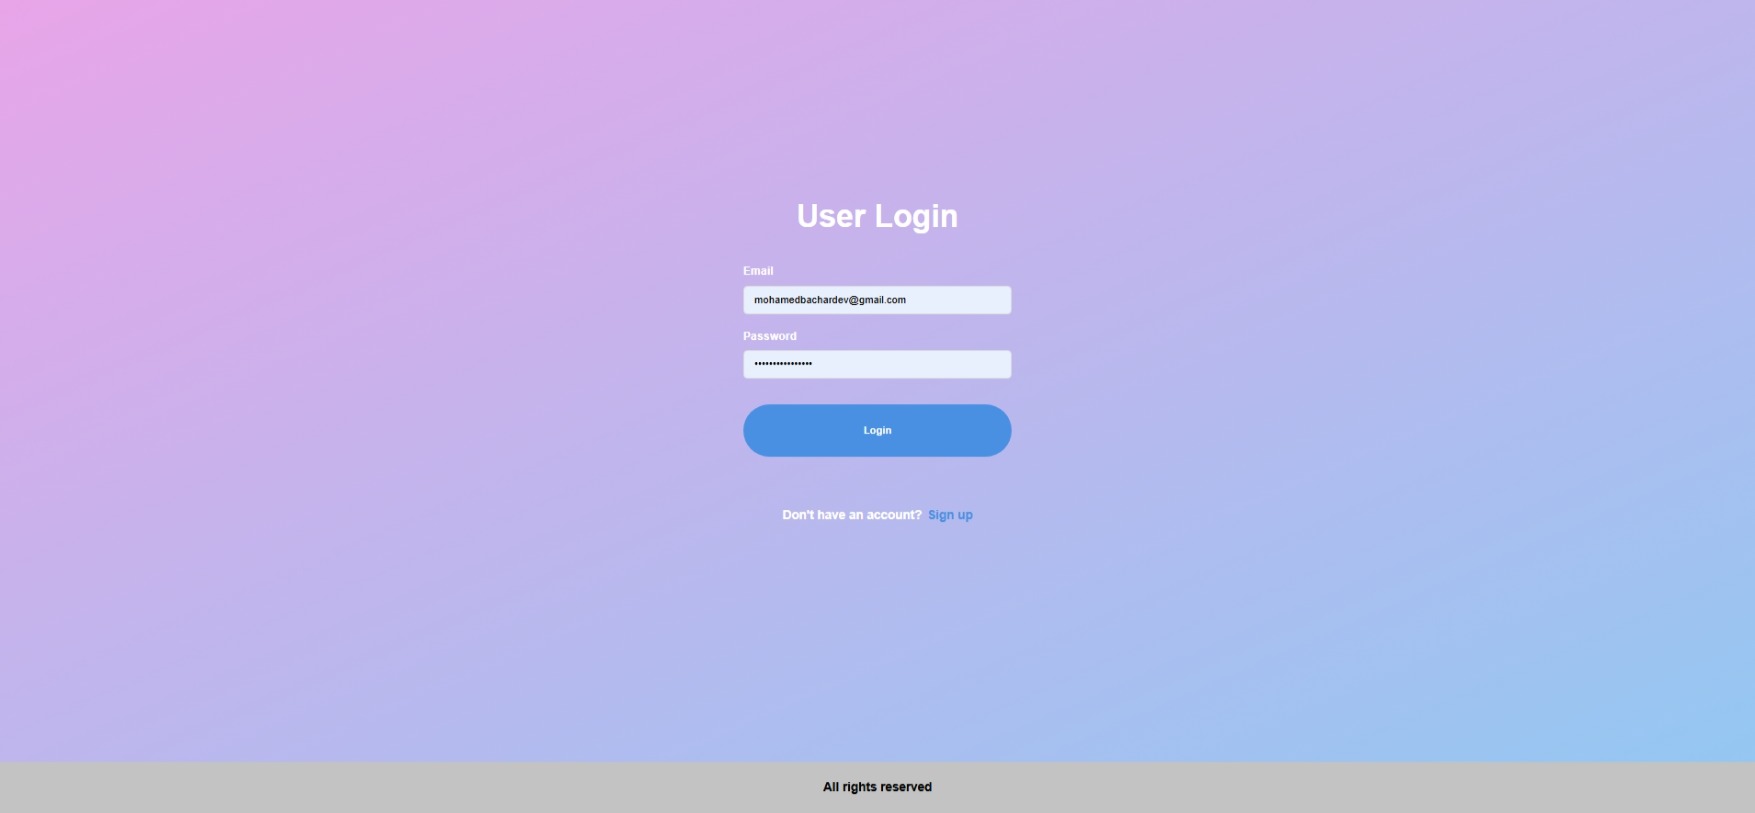 User Login
Email
mohamedbachardev@gmail.com
Password
••••••••••••••••
Login
Don't have an account? Sign up
All rights reserved